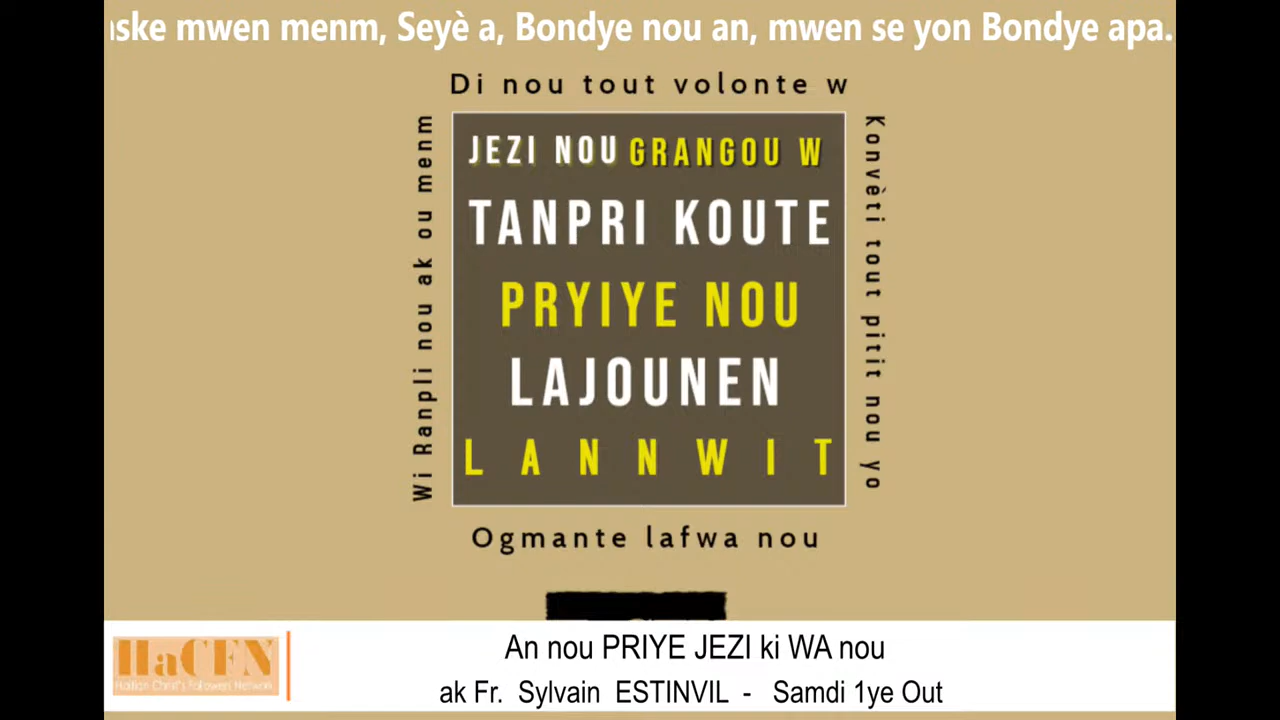 mwen menm, Seyè a, Bondye nou an, mwen se yon Bondye apa.
Di nou tout volonte w
Wi Ranpli nou ak ou menm
JEZI NOU GRANGOU W
TANPRI KOUTE
PRYIYE NOU
LAJOUNEN
LANNWIT
Konvèti tout pitit nou yo
Ogmante lafwa nou
HaCFN
Haitian Christ's Followers Network
An nou PRIYE JEZI ki WA nou
ak Fr. Sylvain ESTINVIL - Samdi 1ye Out